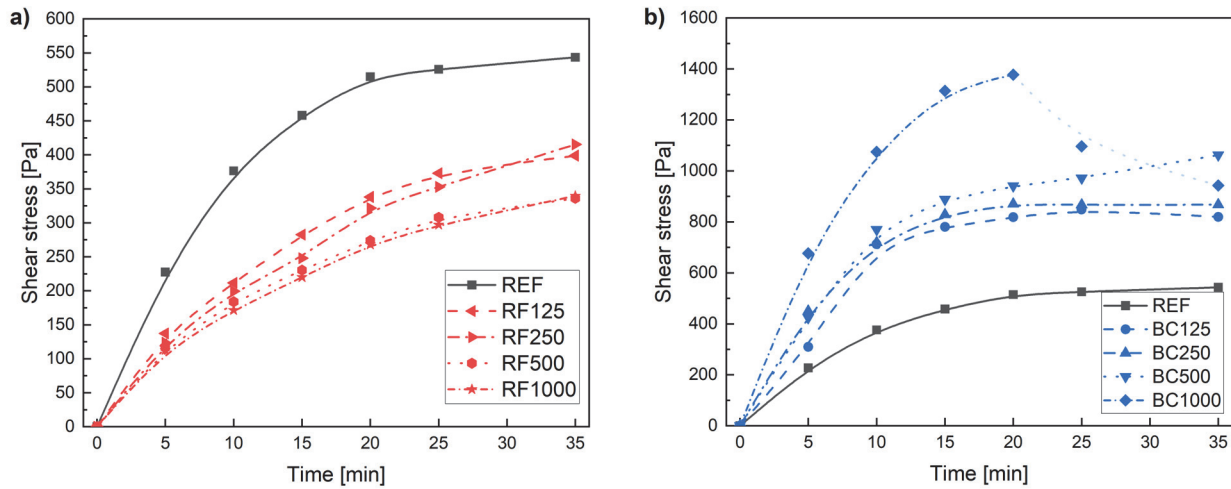 a)
Shear stress [Pa]
600
550
500
450
400
350
300
250
200
150
100
50
0
REF
RF125
RF250
RF500
RF1000
0 5 10 15 20 25 30 35
Time [min]
b)
Shear stress [Pa]
1600
1400
1200
1000
800
600
400
200
0
REF
BC125
BC250
BC500
BC1000
0 5 10 15 20 25 30 35
Time [min]